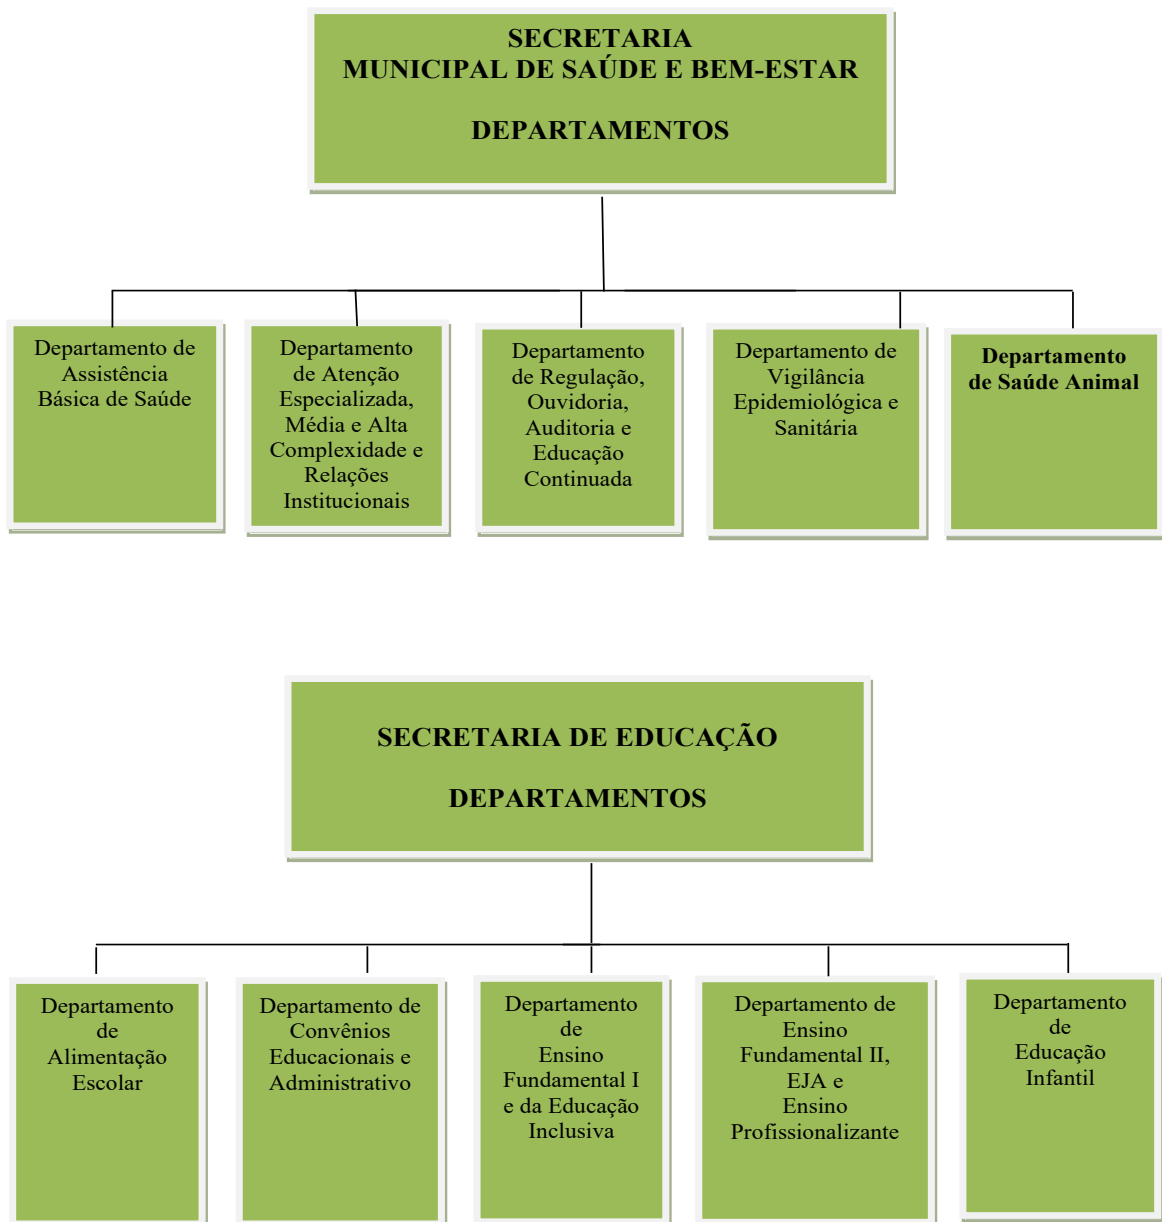 SECRETARIA
MUNICIPAL DE SAÚDE E BEM-ESTAR
DEPARTAMENTOS
Departamento de
Assistência
Básica de Saúde
Departamento
de Atenção
Especializada,
Média e Alta
Complexidade e
Relações
Institucionais
Departamento
de Regulação,
Ouvidoria,
Auditoria e
Educação
Continuada
Departamento de
Vigilância
Epidemiológica e
Sanitária
Departamento
de Saúde Animal
SECRETARIA DE EDUCAÇÃO
DEPARTAMENTOS
Departamento
de
Alimentação
Escolar
Departamento de
Convênios
Educacionais e
Administrativo
Departamento
de
Ensino
Fundamental I
e da Educação
Inclusiva
Departamento de
Ensino
Fundamental II,
EJA e
Ensino
Profissionalizante
Departamento
de
Educação
Infantil